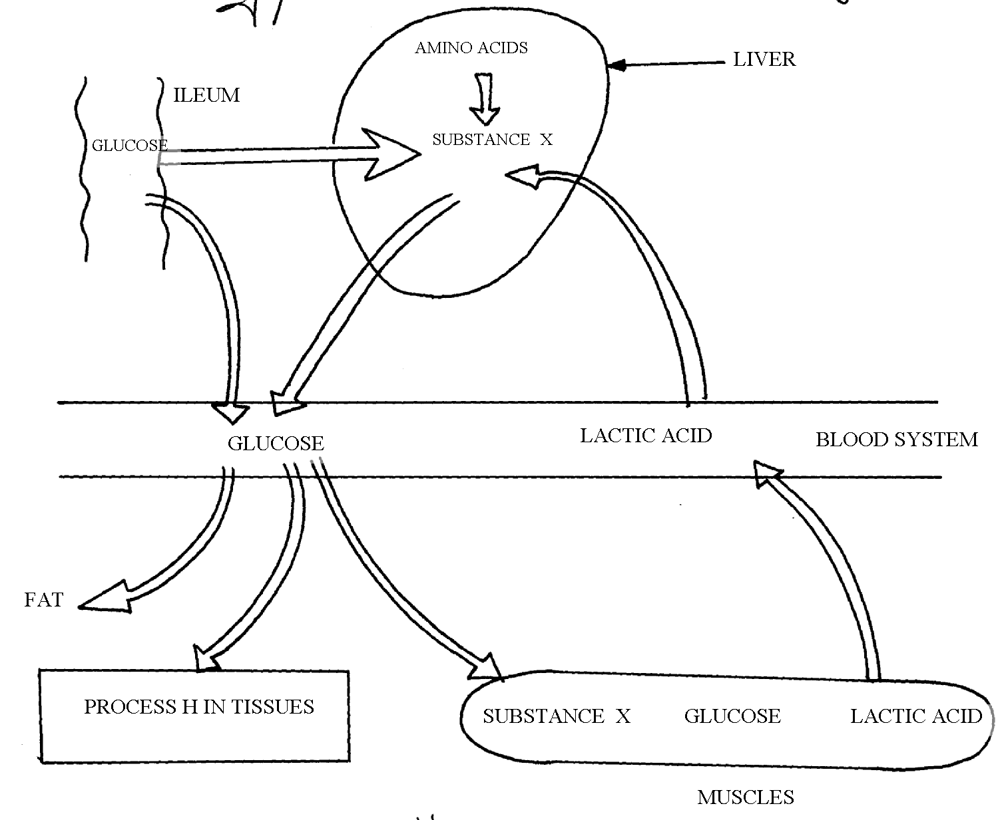 AMINO ACIDS
LIVER
ILEUM
GLUCOSE
SUBSTANCE X
GLUCOSE
LACTIC ACID
BLOOD SYSTEM
FAT
PROCESS H IN TISSUES
SUBSTANCE X
GLUCOSE
LACTIC ACID
MUSCLES